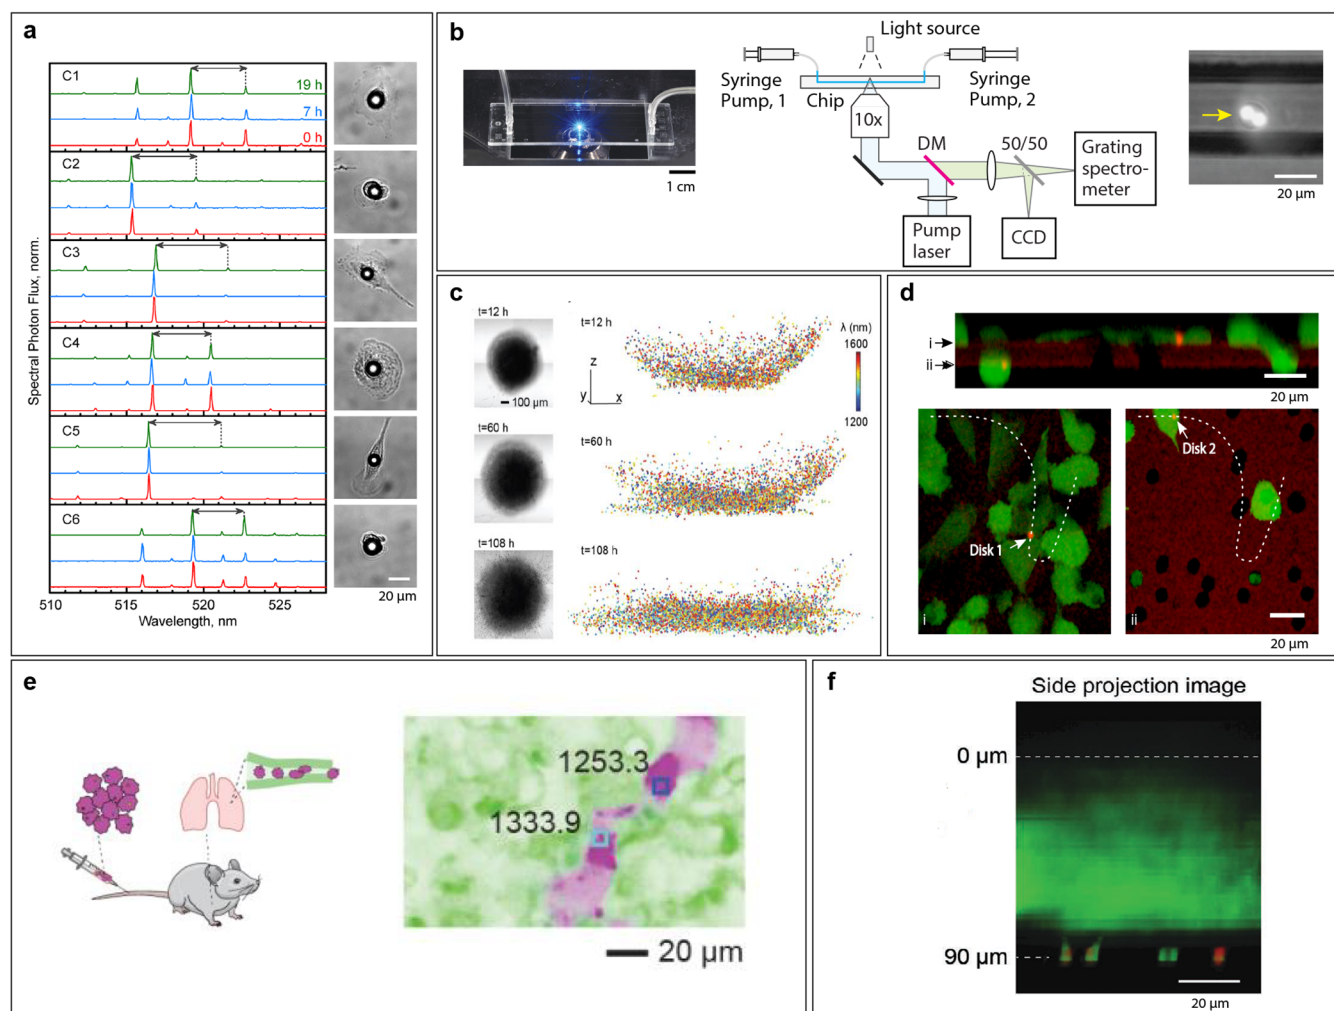 a
C1
19 h
7 h
0 h
C2
C3
C4
C5
C6
Spectral Photon Flux, norm.
510
515
520
525
Wavelength, nm
20 µm
b
1 cm
Light source
Syringe
Pump, 1
Chip
Syringe
Pump, 2
10x
DM
50/50
Grating
spectro-
meter
Pump
laser
CCD
20 µm
c
t=12 h
100 µm
t=60 h
t=108 h
t=12 h
z
y
x
λ (nm)
1600
1200
t=60 h
t=108 h
d
i
ii
20 µm
Disk 1
i
Disk 2
ii
20 µm
e
1253.3
1333.9
20 µm
f
Side projection image
0 µm
90 µm
20 µm